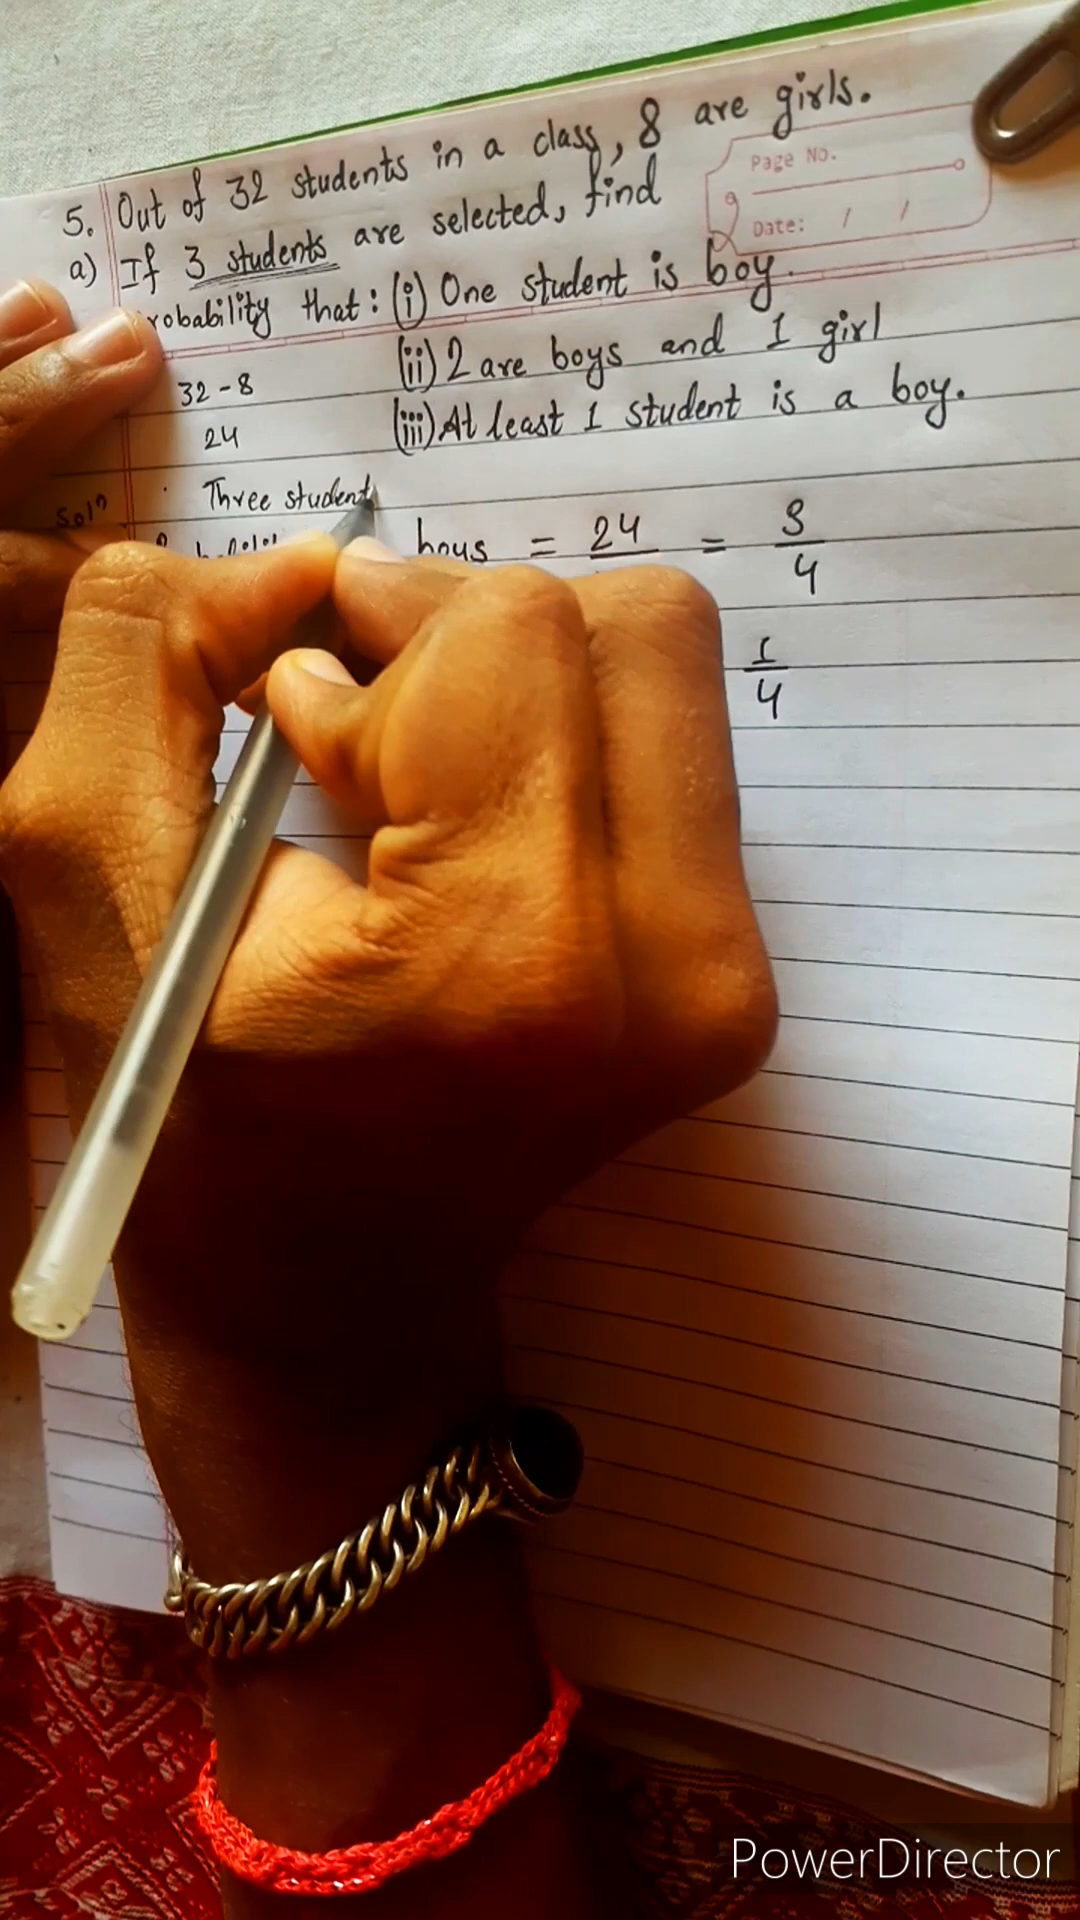 5. Out of 32 students in a class, 8 are girls.
Page No.
a) If 3 students are selected, find
Date: / /
robability that: (i) One student is boy.
(ii) 2 are boys and 1 girl
32-8
(iii) At least 1 student is a boy.
24
Three student
Solⁿ
boys = 24 = 3/4
1/4
PowerDirector